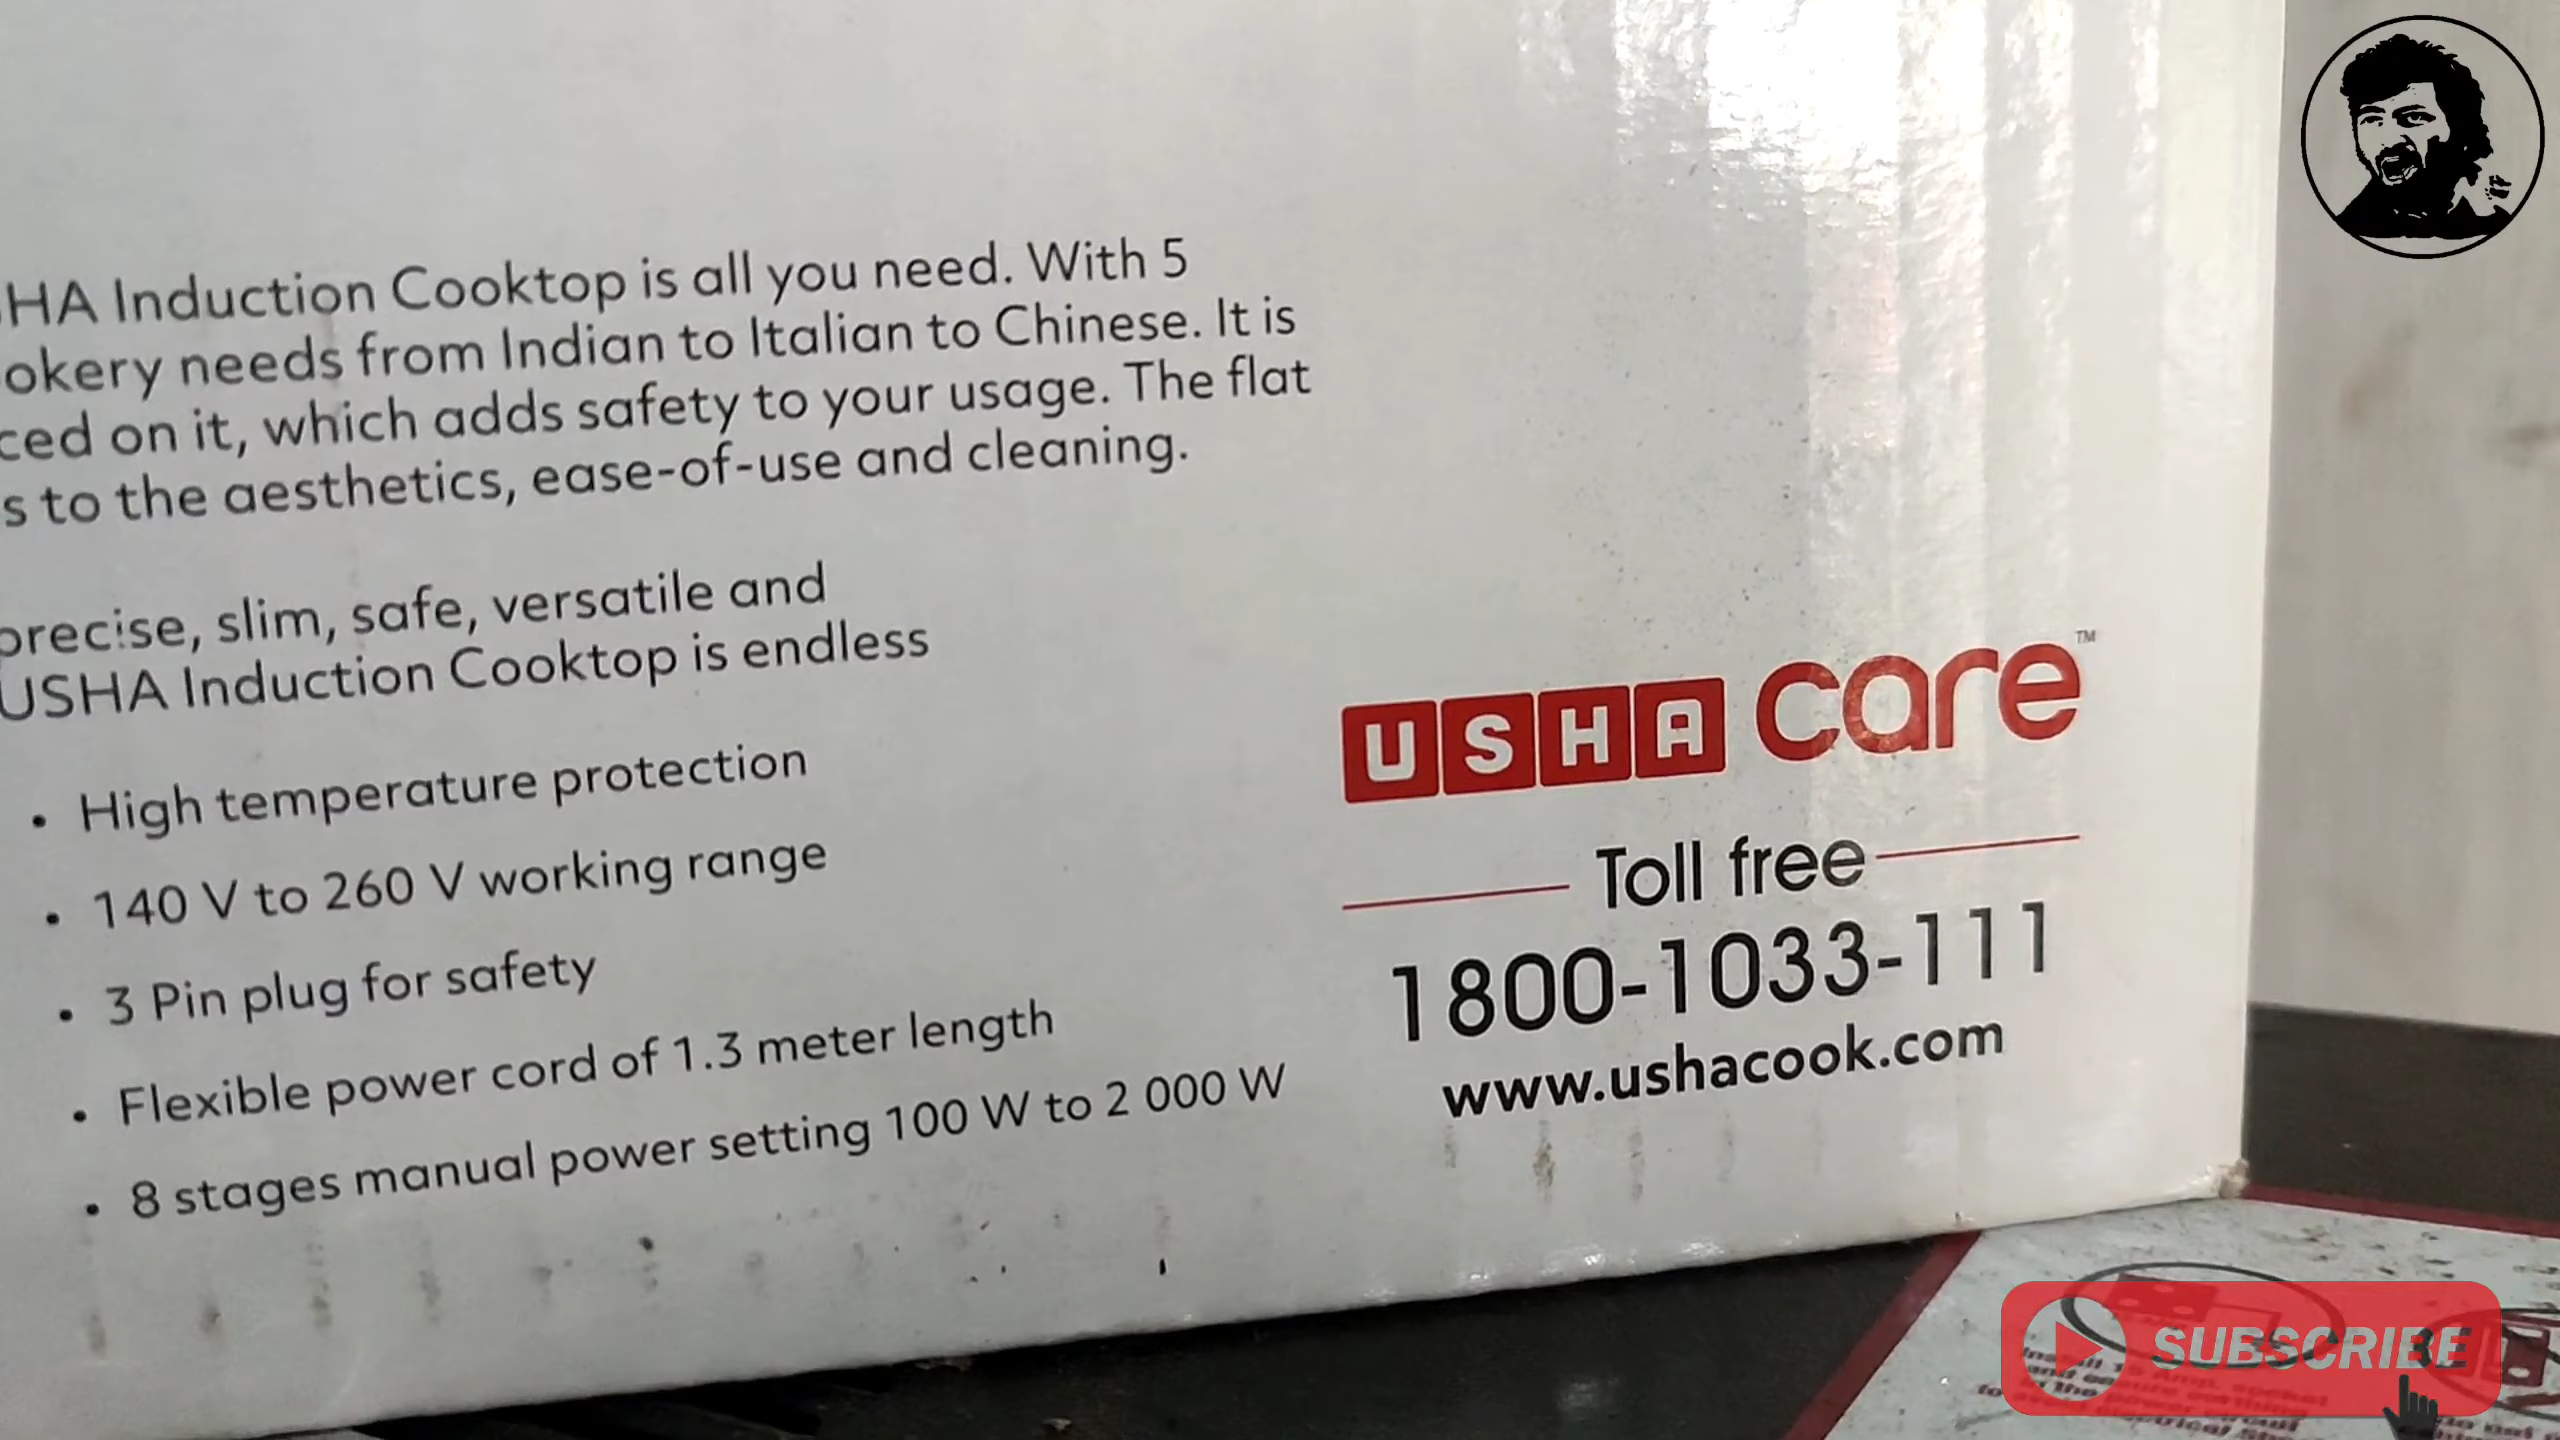 HA Induction Cooktop is all you need. With 5
okery needs from Indian to Italian to Chinese. It is
ced on it, which adds safety to your usage. The flat
s to the aesthetics, ease-of-use and cleaning.
precise, slim, safe, versatile and
USHA Induction Cooktop is endless
• High temperature protection
• 140 V to 260 V working range
• 3 Pin plug for safety
• Flexible power cord of 1.3 meter length
• 8 stages manual power setting 100 W to 2 000 W
USHA care™
Toll free
1800-1033-111
www.ushacook.com
SUBSCRIBE